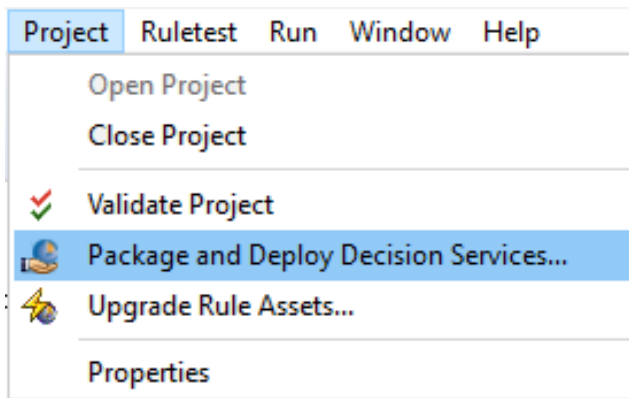 Project Ruletest Run Window Help
Open Project
Close Project
Validate Project
Package and Deploy Decision Services...
Upgrade Rule Assets...
Properties